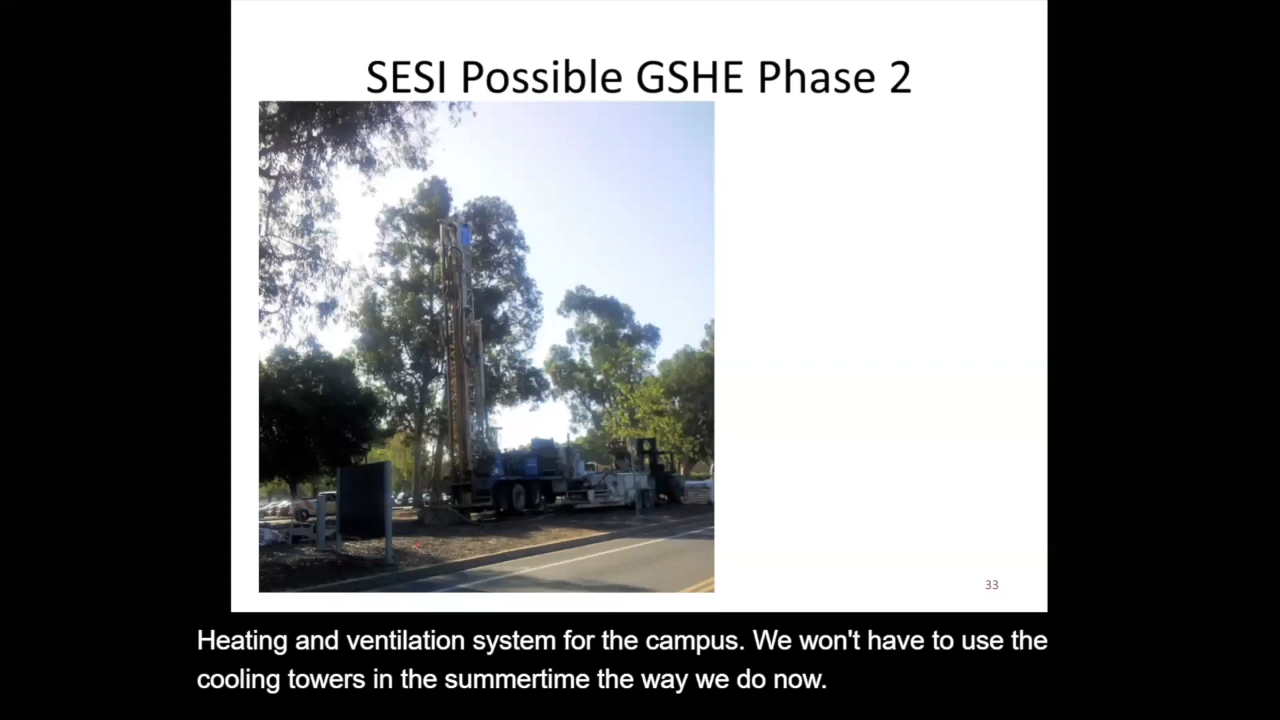 SESI Possible GSHE Phase 2
33
Heating and ventilation system for the campus. We won't have to use the
cooling towers in the summertime the way we do now.